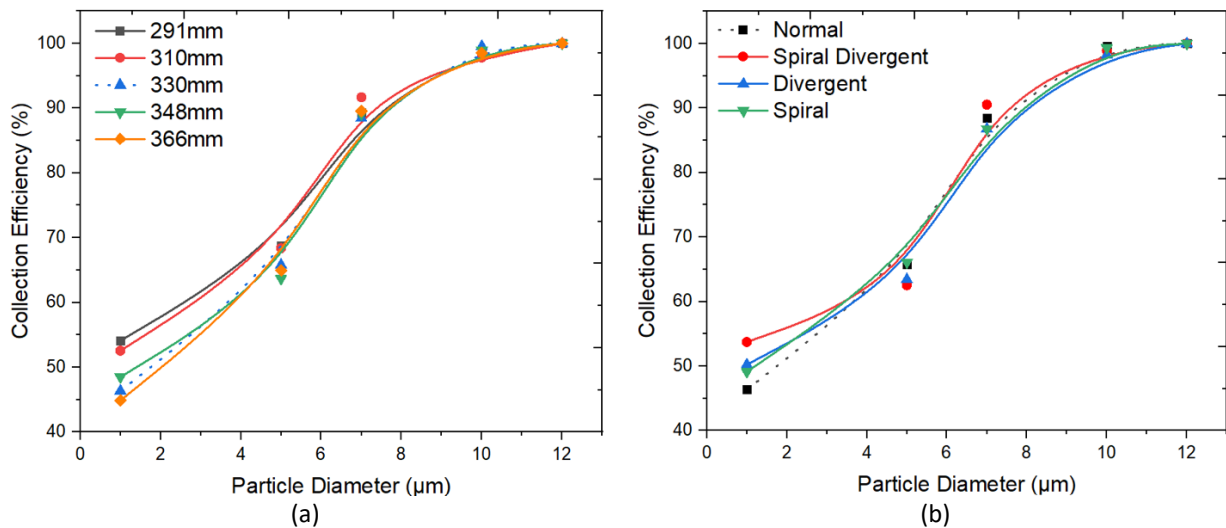 291mm
310mm
330mm
348mm
366mm
100
90
80
70
60
50
40
Collection Efficiency (%)
0 2 4 6 8 10 12
Particle Diameter (µm)
(a)
Normal
Spiral Divergent
Divergent
Spiral
100
90
80
70
60
50
40
Collection Efficiency (%)
0 2 4 6 8 10 12
Particle Diameter (µm)
(b)